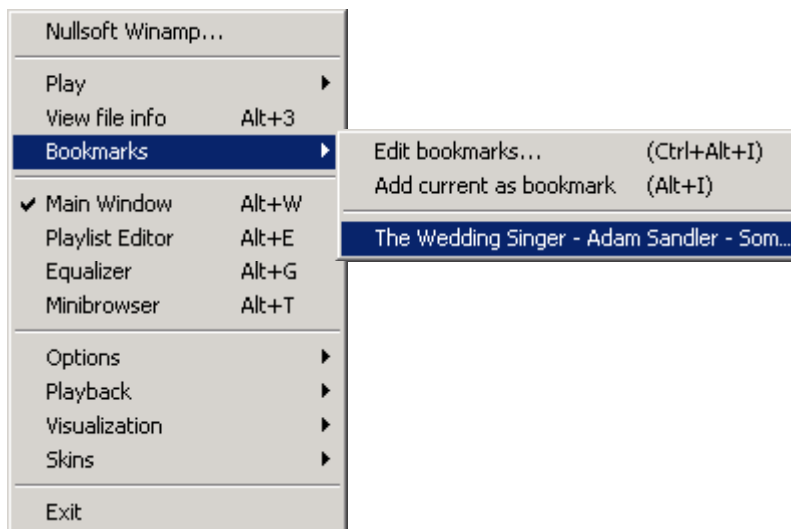 Nullsoft Winamp...
Play
View file info Alt+3
Bookmarks
Edit bookmarks... (Ctrl+Alt+I)
Add current as bookmark (Alt+I)
The Wedding Singer - Adam Sandler - Som...
Main Window Alt+W
Playlist Editor Alt+E
Equalizer Alt+G
Minibrowser Alt+T
Options
Playback
Visualization
Skins
Exit